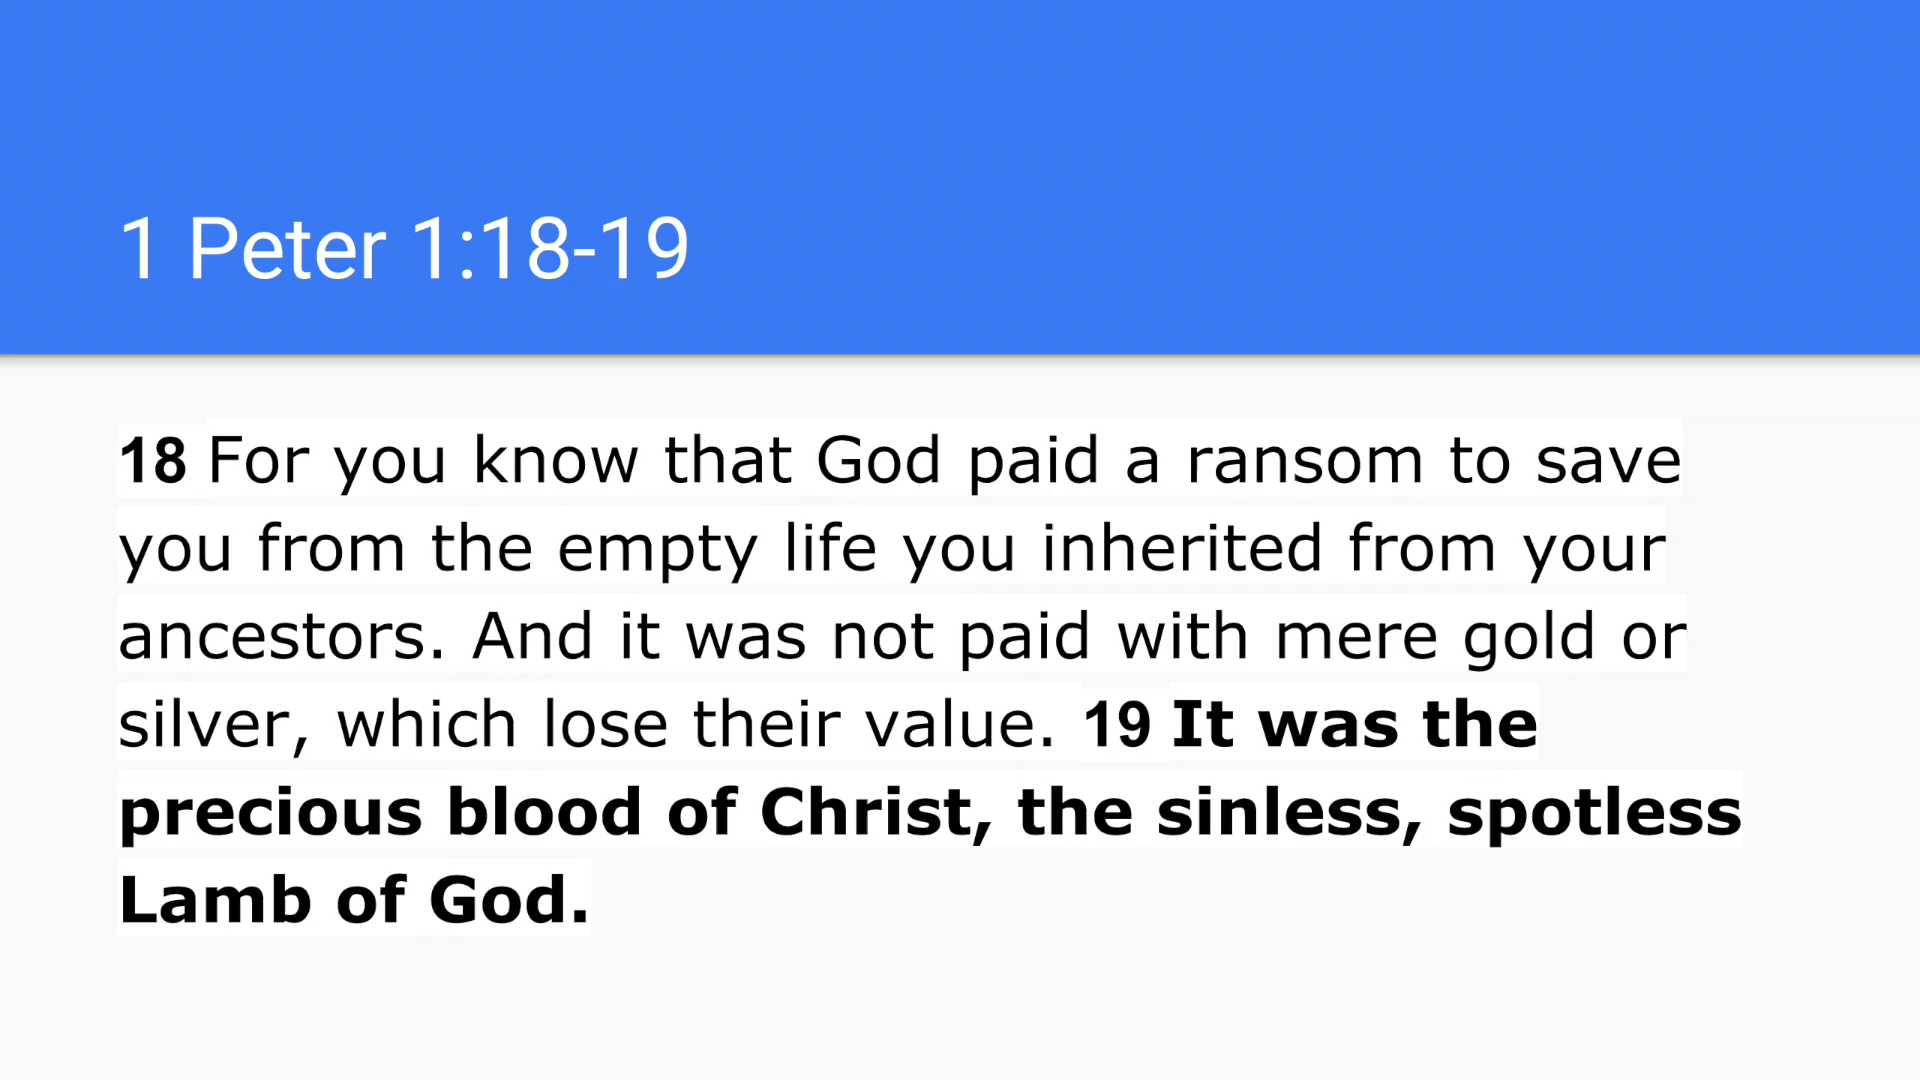 1 Peter 1:18-19
18 For you know that God paid a ransom to save
you from the empty life you inherited from your
ancestors. And it was not paid with mere gold or
silver, which lose their value. 19 It was the
precious blood of Christ, the sinless, spotless
Lamb of God.